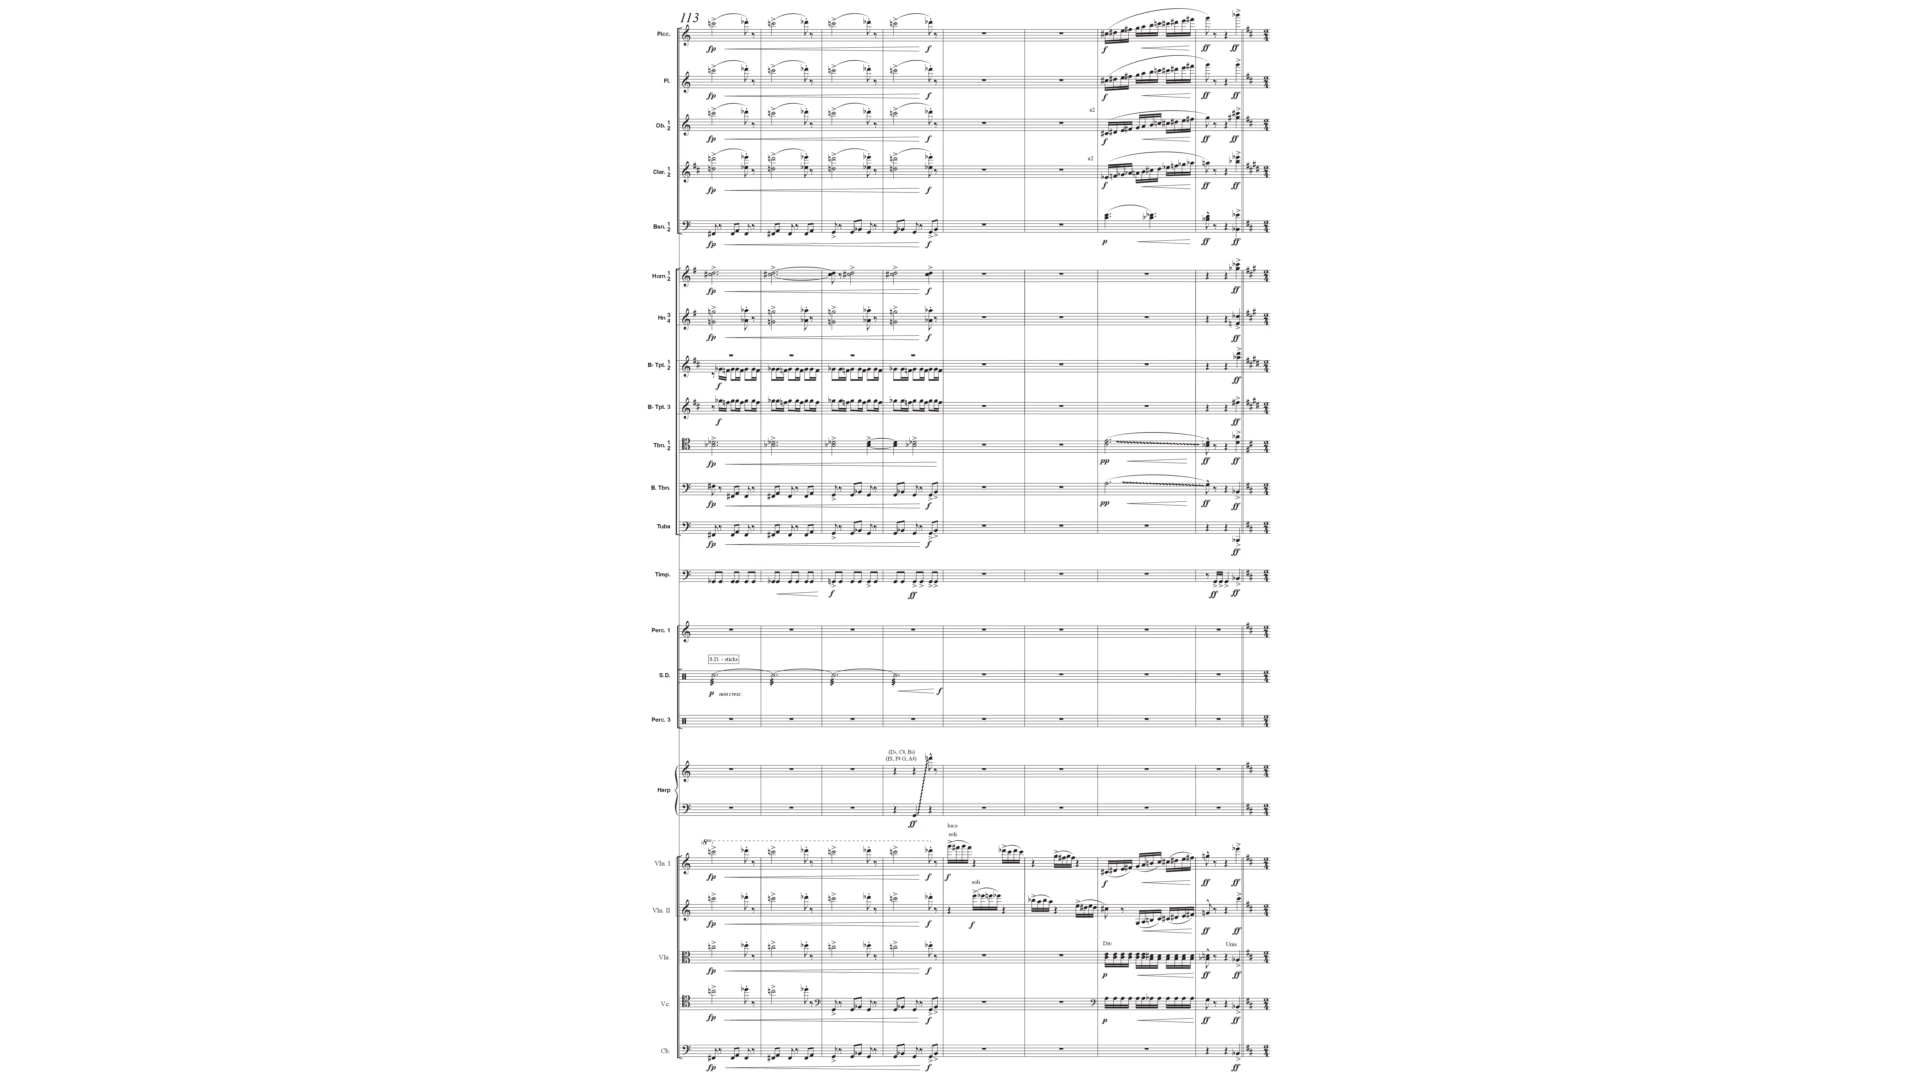 113
Picc.
fp f f ff ff
Fl.
fp f f ff ff
a2
Ob. 1 2
fp f f ff ff
a2
Clar. 1 2
fp f f ff ff
Bsn. 1 2
fp f p ff ff
Horn 1 2
fp f ff
Hn 3 4
fp f ff
B♭ Tpt. 1 2
f ff
B♭ Tpt. 3
f ff
Tbn. 1 2
fp pp ff ff
B. Tbn.
fp f pp ff ff
Tuba
fp f ff
Timp.
f ff ff ff
Perc. 1
S.D. - sticks
S.D.
p non cresc. f
Perc. 3
Harp
ff
loco
8va soli
Vln. I
fp f f f ff ff
soli
Vln. II
fp f f ff ff
Div. Unis.
Vla.
fp f p ff ff
Vc.
fp f p ff ff
Cb.
fp f ff